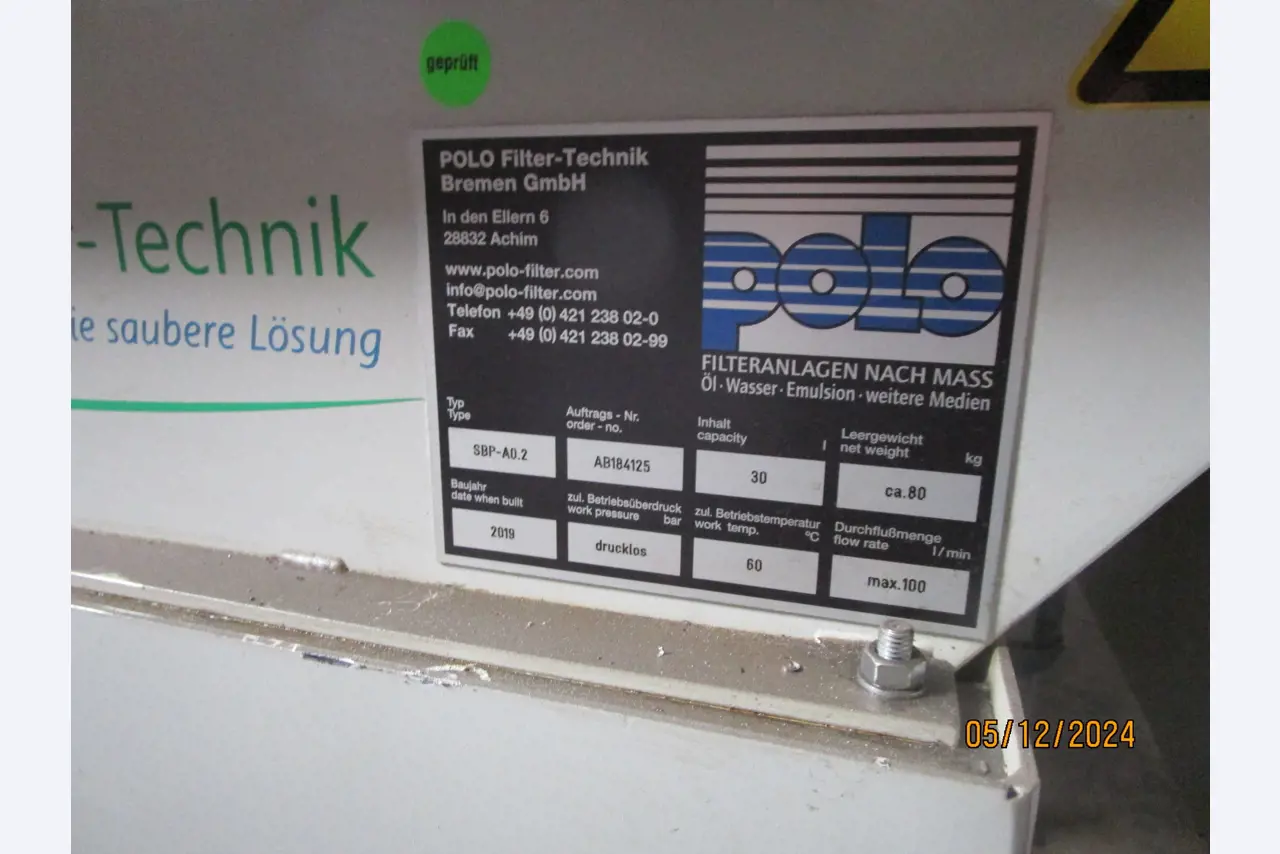 geprüft
-Technik
ie saubere Lösung
POLO Filter-Technik
Bremen GmbH
In den Ellern 6
28832 Achim
www.polo-filter.com
info@polo-filter.com
Telefon +49 (0) 421 238 02-0
Fax +49 (0) 421 238 02-99
polo
FILTERANLAGEN NACH MASS
Öl · Wasser · Emulsion · weitere Medien
Typ
Type
SBP-A0.2
Auftrags - Nr.
order - no.
AB184125
Inhalt
capacity l
30
Leergewicht
net weight kg
ca.80
Baujahr
date when built
2019
zul. Betriebsüberdruck
work pressure bar
drucklos
zul. Betriebstemperatur
work temp. °C
60
Durchflußmenge
flow rate l/min
max.100
05/12/2024